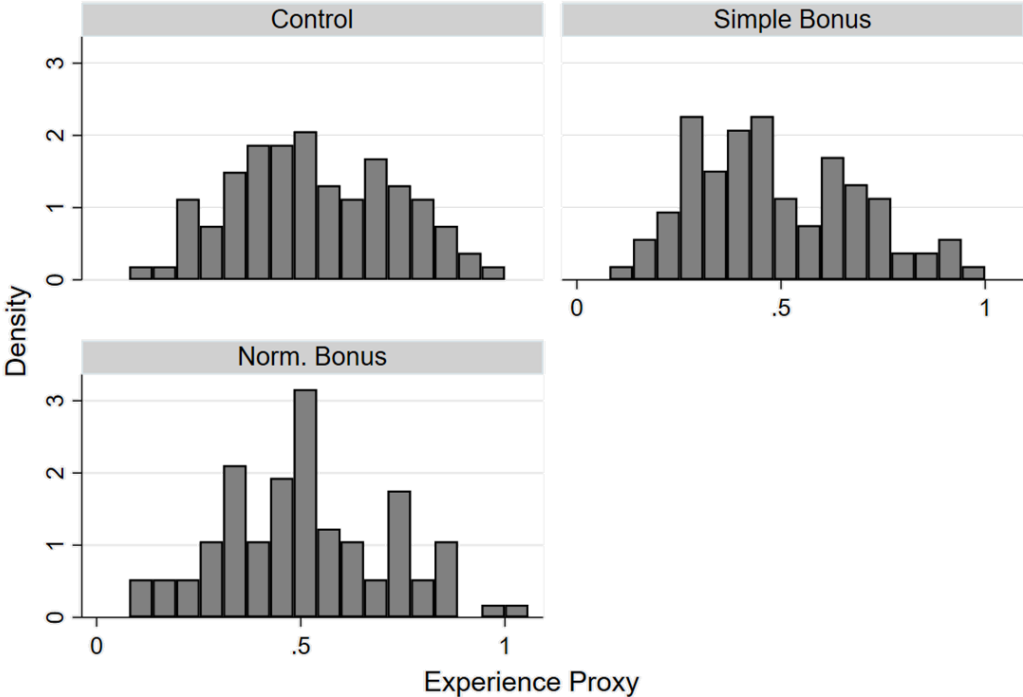 Control
Simple Bonus
3
2
1
0
0
.5
1
Density
Norm. Bonus
3
2
1
0
0
.5
1
Experience Proxy